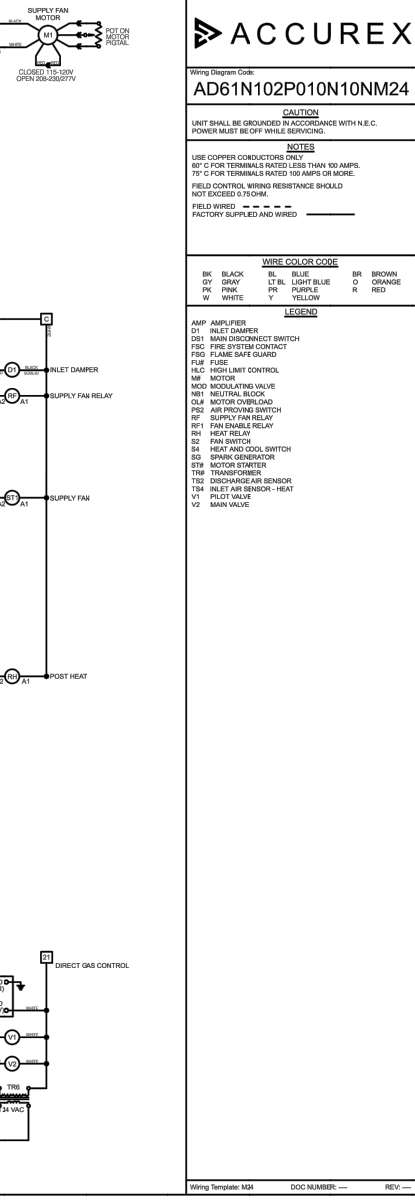 SUPPLY FAN
MOTOR
BLACK
WHITE
M1
POT ON
MOTOR
PIGTAIL
CLOSED 115-120V
OPEN 208-230/277V
C
D1
BLACK
INLET DAMPER
RF
A1
SUPPLY FAN RELAY
ST1
A1
SUPPLY FAN
RH
A1
POST HEAT
21
DIRECT GAS CONTROL
WHITE
V1
WHITE
V2
WHITE
TR6
24 VAC
ACCUREX
Wiring Diagram Code:
AD61N102P010N10NM24
CAUTION
UNIT SHALL BE GROUNDED IN ACCORDANCE WITH N.E.C.
POWER MUST BE OFF WHILE SERVICING.
NOTES
USE COPPER CONDUCTORS ONLY
60° C FOR TERMINALS RATED LESS THAN 100 AMPS.
75° C FOR TERMINALS RATED 100 AMPS OR MORE.
FIELD CONTROL WIRING RESISTANCE SHOULD
NOT EXCEED 0.75 OHM.
FIELD WIRED
FACTORY SUPPLIED AND WIRED
WIRE COLOR CODE
BK BLACK BL BLUE BR BROWN
GY GRAY LT BL LIGHT BLUE O ORANGE
PK PINK PR PURPLE R RED
W WHITE Y YELLOW
LEGEND
AMP AMPLIFIER
D1 INLET DAMPER
DS1 MAIN DISCONNECT SWITCH
FSC FIRE SYSTEM CONTACT
FSG FLAME SAFE GUARD
FU# FUSE
HLC HIGH LIMIT CONTROL
M# MOTOR
MOD MODULATING VALVE
NB1 NEUTRAL BLOCK
OL# MOTOR OVERLOAD
PS2 AIR PROVING SWITCH
RF SUPPLY FAN RELAY
RF1 FAN ENABLE RELAY
RH HEAT RELAY
S2 FAN SWITCH
S4 HEAT AND COOL SWITCH
SG SPARK GENERATOR
ST# MOTOR STARTER
TR# TRANSFORMER
TS2 DISCHARGE AIR SENSOR
TS4 INLET AIR SENSOR - HEAT
V1 PILOT VALVE
V2 MAIN VALVE
Wiring Template: M24 DOC NUMBER: ---- REV: ----